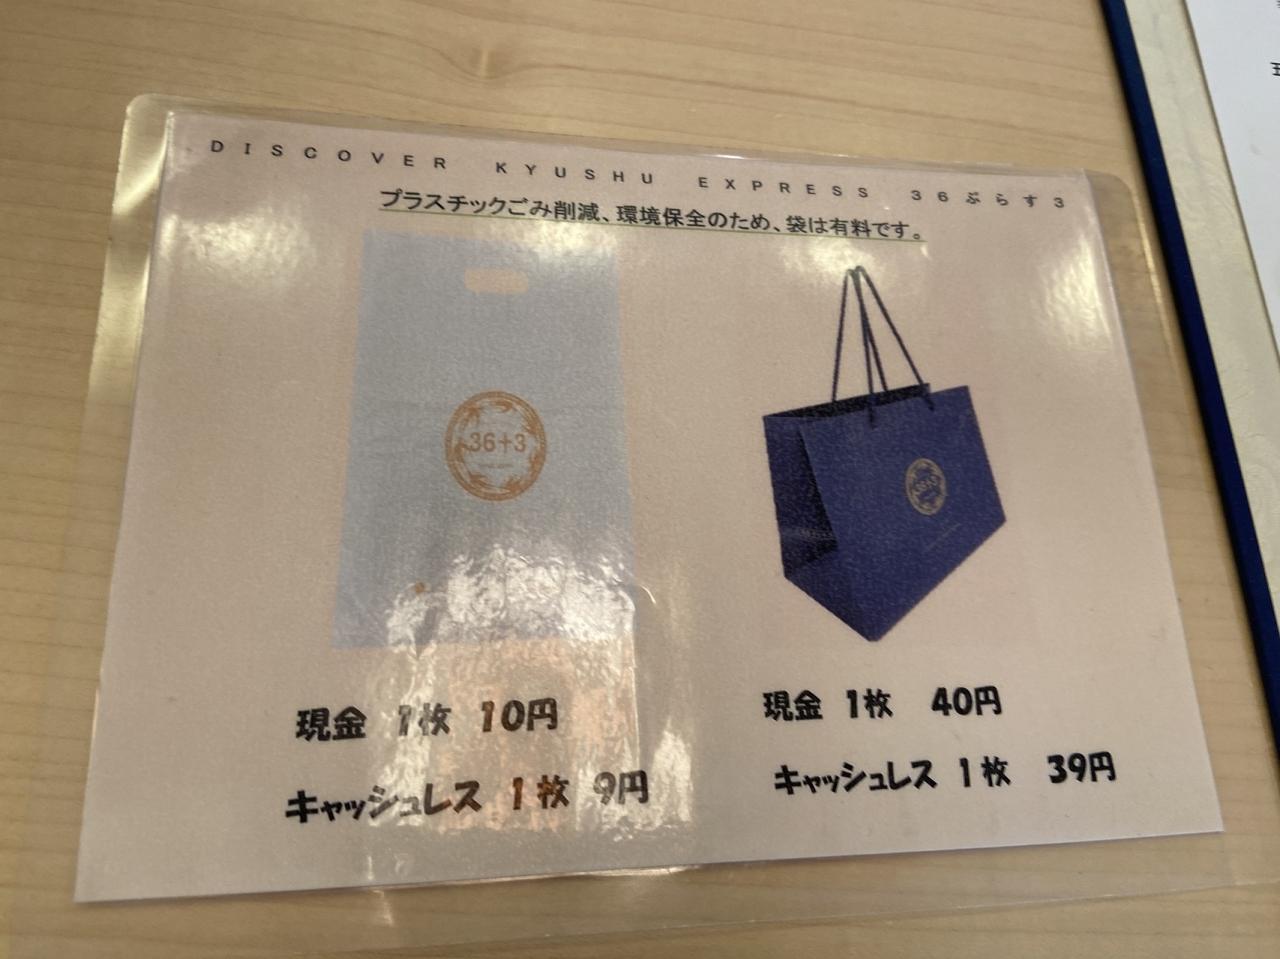 DISCOVER KYUSHU EXPRESS 36ぷらす3
プラスチックごみ削減、環境保全のため、袋は有料です。
36+3
36+3
現金 1枚 10円
現金 1枚 40円
キャッシュレス 1枚 9円
キャッシュレス 1枚 39円